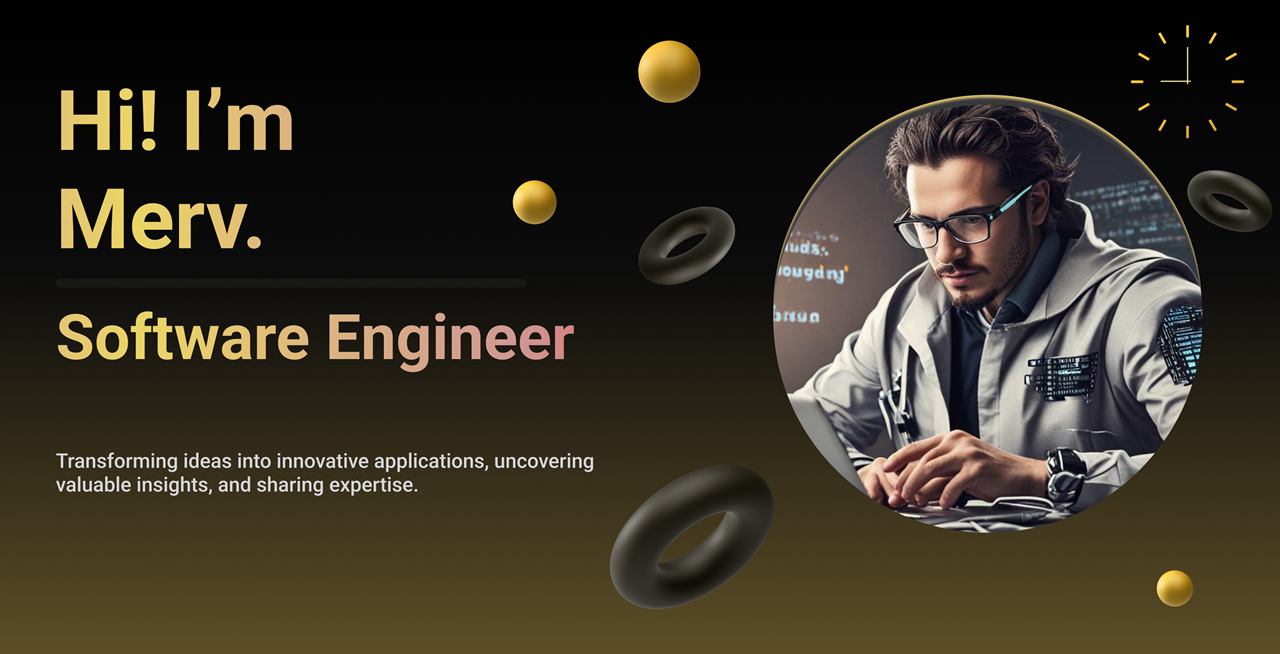 Hi! I’m
Merv.
Software Engineer
Transforming ideas into innovative applications, uncovering
valuable insights, and sharing expertise.